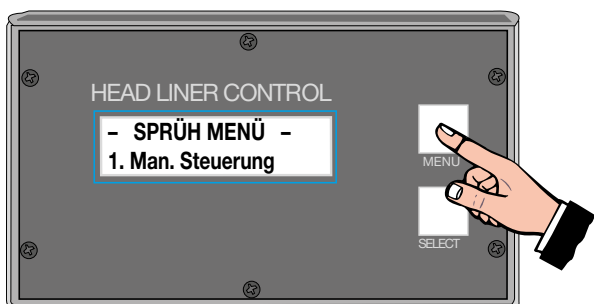 HEAD LINER CONTROL
– SPRÜH MENÜ –
1. Man. Steuerung
MENU
SELECT